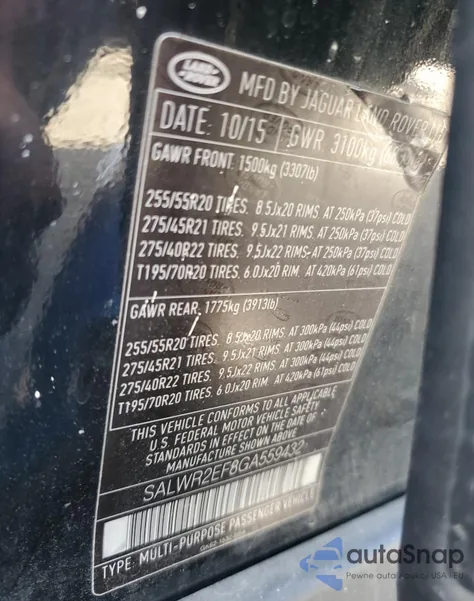 LAND ROVER
MFD BY JAGUAR LAND ROVER
DATE: 10/15 GWR 3100kg
GAWR FRONT 1500kg (3307lb)
255/55R20 TIRES. 8.5Jx20 RIMS. AT 250kPa (37psi) COLD
275/45R21 TIRES. 9.5Jx21 RIMS. AT 250kPa (37psi) COLD
275/40R22 TIRES. 9.5Jx22 RIMS. AT 250kPa (37psi) COLD
T195/70R20 TIRES. 6.0Jx20 RIM. AT 420kPa (61psi) COLD
GAWR REAR. 1775kg (3913lb)
255/55R20 TIRES. 8.5Jx20 RIMS. AT 300kPa (44psi) COLD
275/45R21 TIRES. 9.5Jx21 RIMS. AT 300kPa (44psi) COLD
275/40R22 TIRES. 9.5Jx22 RIMS. AT 300kPa (44psi) COLD
T195/70R20 TIRES. 6.0Jx20 RIM. AT 420kPa (61psi) COLD
THIS VEHICLE CONFORMS TO ALL APPLICABLE
U.S. FEDERAL MOTOR VEHICLE SAFETY
STANDARDS IN EFFECT ON THE DATE OF
MANUFACTURE SHOWN ABOVE.
SALWR2EF8GA559432
TYPE: MULTI-PURPOSE PASSENGER VEHICLE
autoSnap
Pewne auta z USA i EU